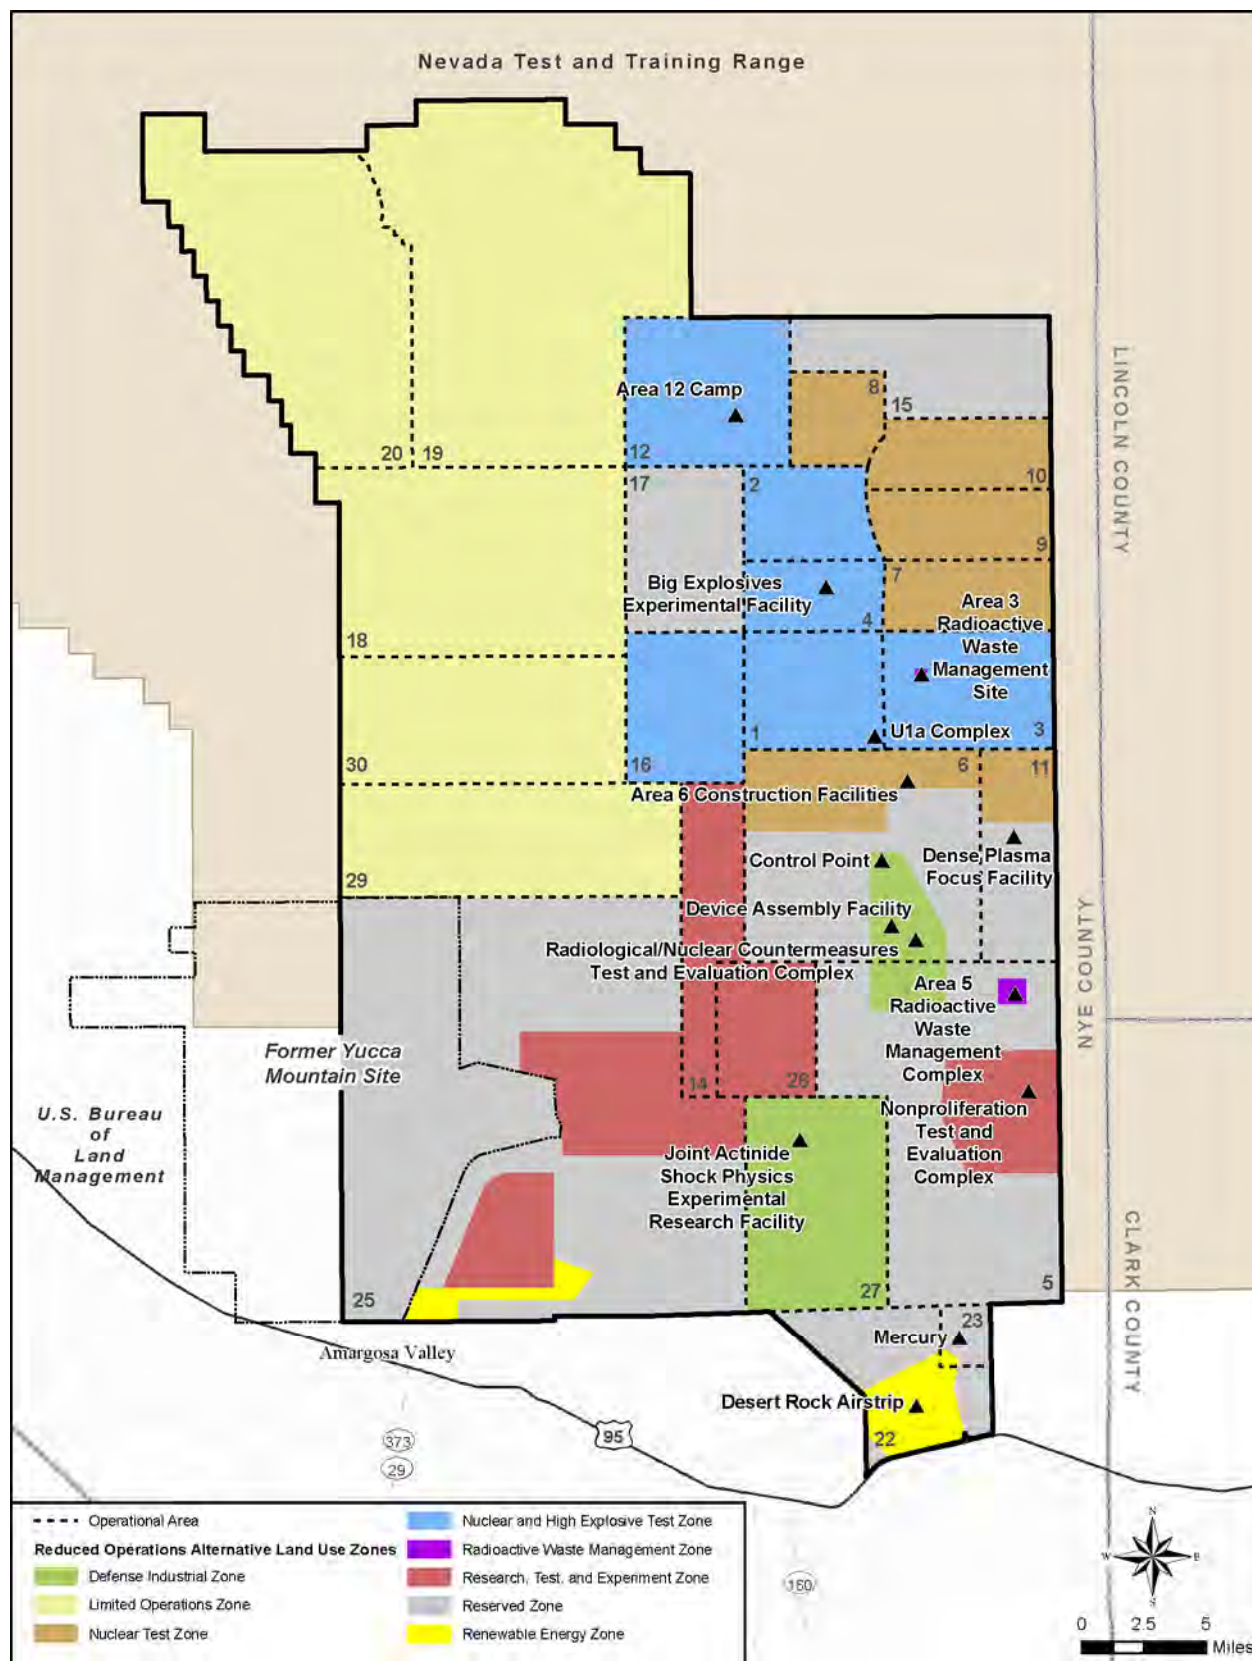 Nevada Test and Training Range
LINCOLN COUNTY
Area 12 Camp
8
15
20
19
12
10
17
2
9
Big Explosives
Experimental Facility
7
4
Area 3
Radioactive
Waste
Management
Site
18
U1a Complex
1
3
30
16
6
11
Area 6 Construction Facilities
Control Point
Dense Plasma
Focus Facility
29
Device Assembly Facility
Radiological/Nuclear Countermeasures
Test and Evaluation Complex
NYE COUNTY
Area 5
Radioactive
Waste
Management
Complex
Former Yucca
Mountain Site
14
26
U.S. Bureau
of
Land
Management
Nonproliferation
Test and
Evaluation
Complex
Joint Actinide
Shock Physics
Experimental
Research Facility
CLARK COUNTY
25
27
5
23
Mercury
Amargosa Valley
Desert Rock Airstrip
22
95
373
29
160
Operational Area
Reduced Operations Alternative Land Use Zones
Defense Industrial Zone
Limited Operations Zone
Nuclear Test Zone
Nuclear and High Explosive Test Zone
Radioactive Waste Management Zone
Research, Test, and Experiment Zone
Reserved Zone
Renewable Energy Zone
N
W
E
S
0 2.5 5
Miles